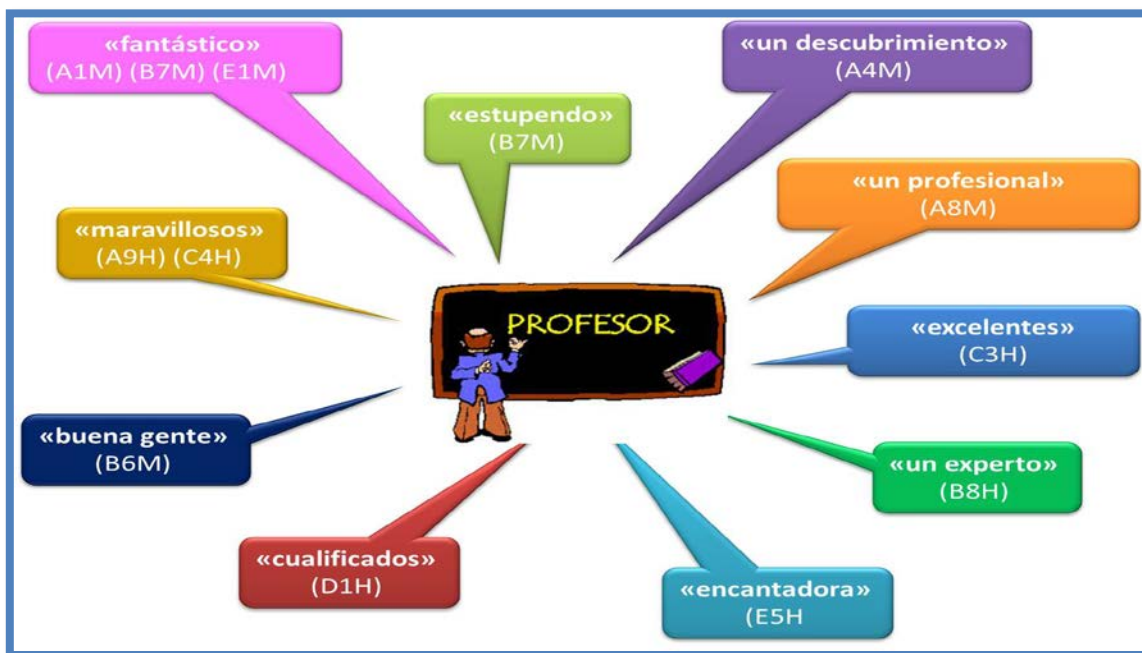 «fantástico»
(A1M) (B7M) (E1M)
«un descubrimiento»
(A4M)
«estupendo»
(B7M)
«un profesional»
(A8M)
«maravillosos»
(A9H) (C4H)
PROFESOR
«excelentes»
(C3H)
«buena gente»
(B6M)
«un experto»
(B8H)
«cualificados»
(D1H)
«encantadora»
(E5H